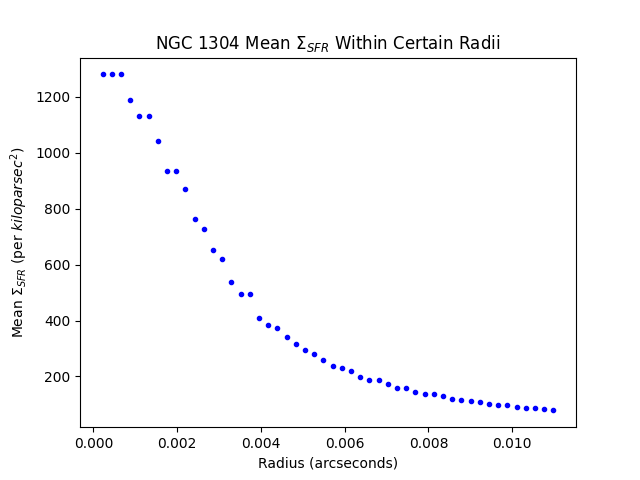 NGC 1304 Mean Σ_SFR Within Certain Radii
Mean Σ_SFR (per kiloparsec²)
1200
1000
800
600
400
200
0.000 0.002 0.004 0.006 0.008 0.010
Radius (arcseconds)